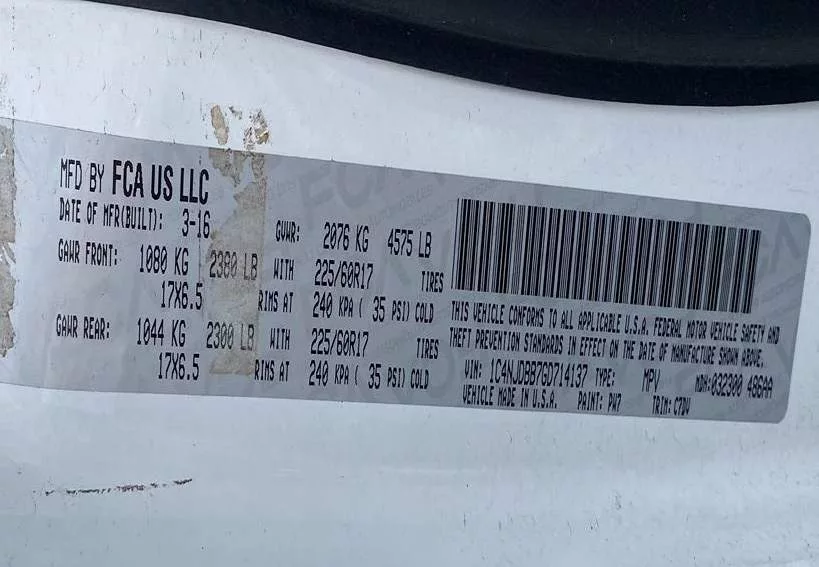 MFD BY FCA US LLC
DATE OF MFR(BUILT): 3-16
GVWR: 2076 KG 4575 LB
GAWR FRONT: 1080 KG 2380 LB WITH 225/60R17 TIRES
17X6.5 RIMS AT 240 KPA ( 35 PSI) COLD
GAWR REAR: 1044 KG 2300 LB WITH 225/60R17 TIRES
17X6.5 RIMS AT 240 KPA ( 35 PSI) COLD
THIS VEHICLE CONFORMS TO ALL APPLICABLE U.S.A. FEDERAL MOTOR VEHICLE SAFETY AND
THEFT PREVENTION STANDARDS IN EFFECT ON THE DATE OF MANUFACTURE SHOWN ABOVE.
VIN: 1C4NJDBB7GD714137 TYPE: MPV MDH:032300 486AA
VEHICLE MADE IN U.S.A. PAINT: PW7 TRIM: C7DV